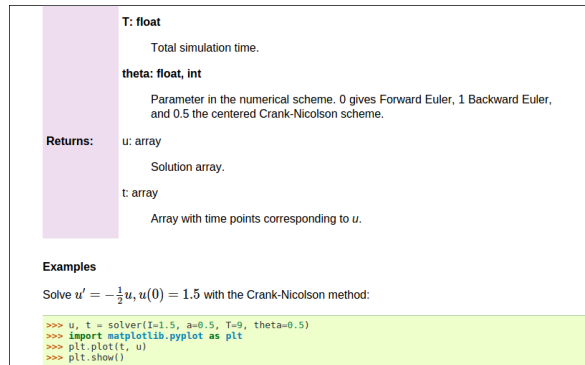 T: float
Total simulation time.
theta: float, int
Parameter in the numerical scheme. 0 gives Forward Euler, 1 Backward Euler,
and 0.5 the centered Crank-Nicolson scheme.
Returns: u: array
Solution array.
t: array
Array with time points corresponding to u.
Examples
Solve u′ = −½u, u(0) = 1.5 with the Crank-Nicolson method:
>>> u, t = solver(I=1.5, a=0.5, T=9, theta=0.5)
>>> import matplotlib.pyplot as plt
>>> plt.plot(t, u)
>>> plt.show()